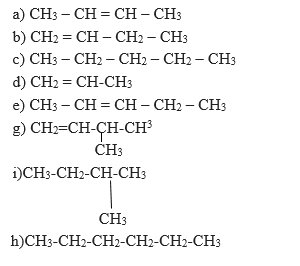 a) CH₃ – CH = CH – CH₃
b) CH₂ = CH – CH₂ – CH₃
c) CH₃ – CH₂ – CH₂ – CH₂ – CH₃
d) CH₂ = CH-CH₃
e) CH₃ – CH = CH – CH₂ – CH₃
g) CH₂=CH-CH-CH³
CH₃
i)CH₃-CH₂-CH-CH₃
CH₃
h)CH₃-CH₂-CH₂-CH₂-CH₂-CH₃